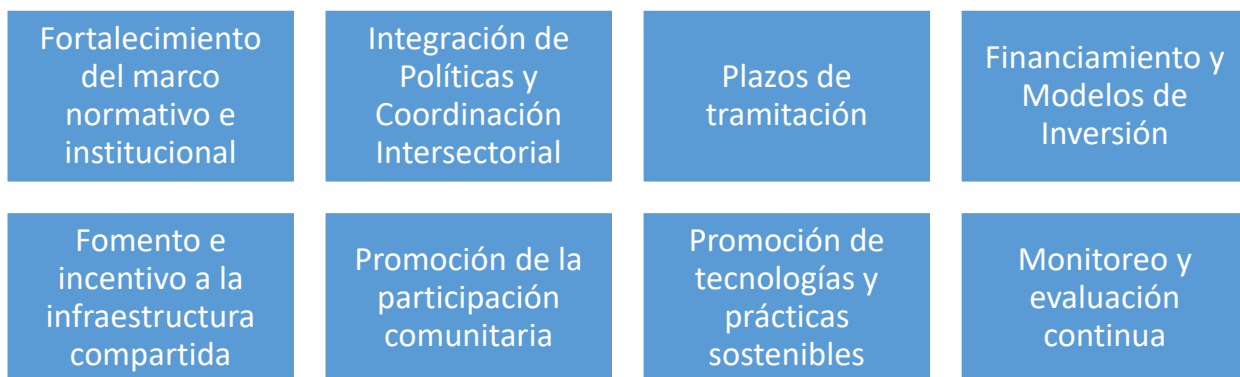 Fortalecimiento
del marco
normativo e
institucional
Integración de
Políticas y
Coordinación
Intersectorial
Plazos de
tramitación
Financiamiento y
Modelos de
Inversión
Fomento e
incentivo a la
infraestructura
compartida
Promoción de la
participación
comunitaria
Promoción de
tecnologías y
prácticas
sostenibles
Monitoreo y
evaluación
continua